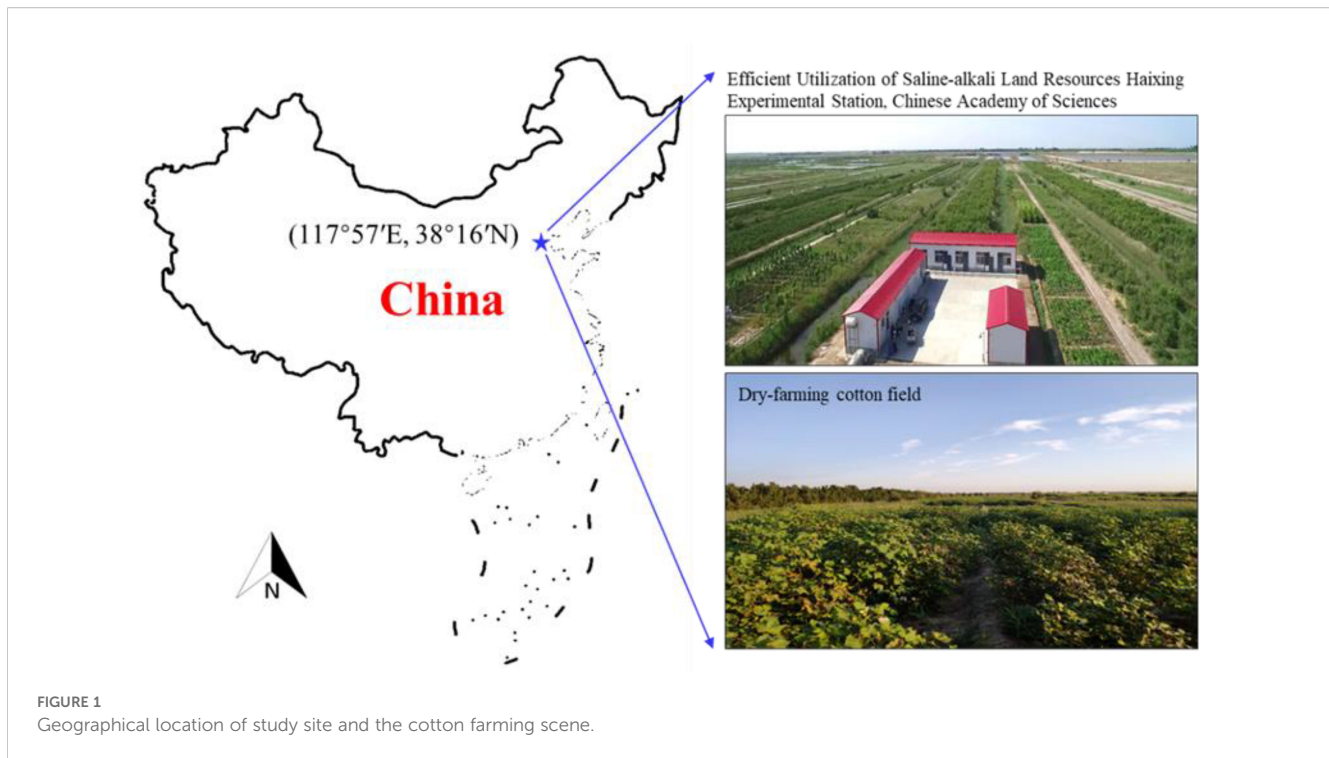 Efficient Utilization of Saline-alkali Land Resources Haixing
Experimental Station, Chinese Academy of Sciences
(117°57′E, 38°16′N)
China
Dry-farming cotton field
N
FIGURE 1
Geographical location of study site and the cotton farming scene.